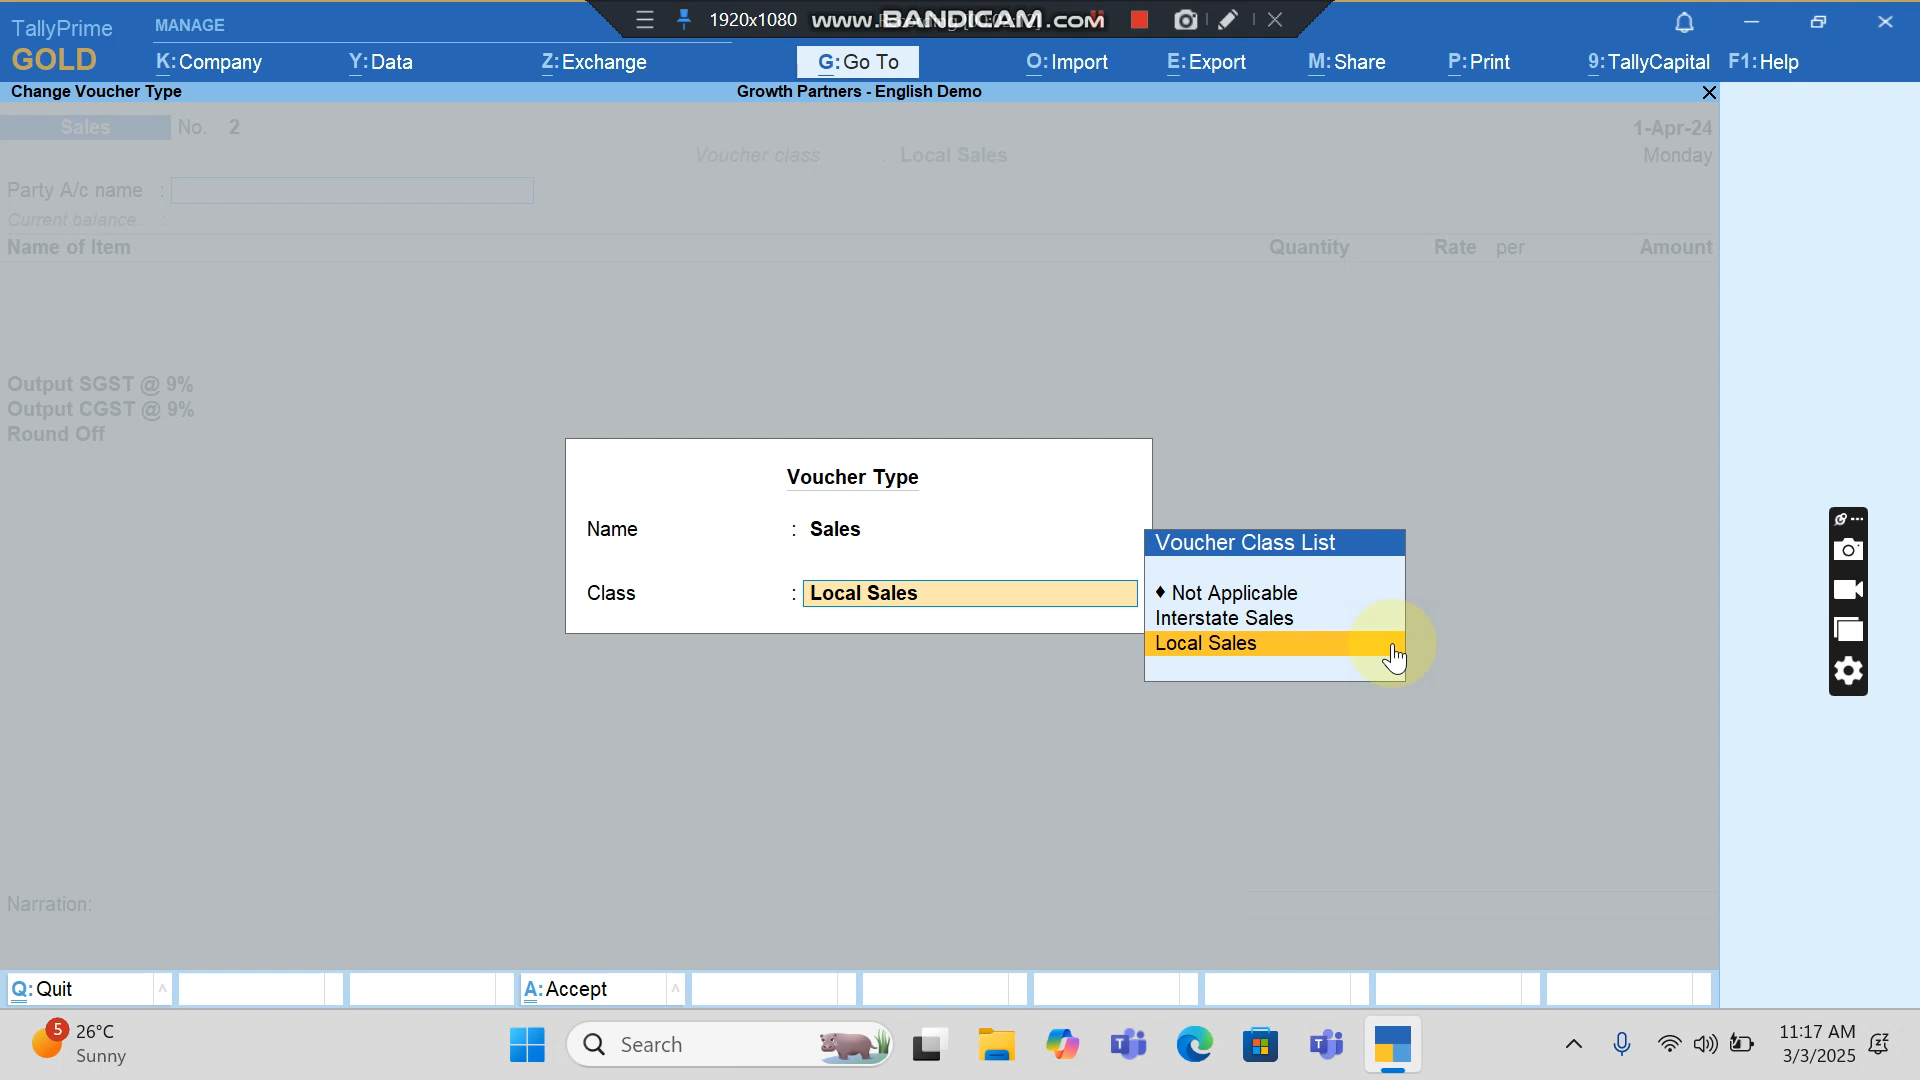 TallyPrime
GOLD
MANAGE
K:Company
Y:Data
Z:Exchange
G:Go To
O:Import
E:Export
M:Share
P:Print
9:TallyCapital
F1:Help
1920x1080
www.BANDICAM.com
Change Voucher Type
Growth Partners - English Demo
Sales No. 2
1-Apr-24
Voucher class : Local Sales
Monday
Party A/c name :
Current balance :
Name of Item Quantity Rate per Amount
Output SGST @ 9%
Output CGST @ 9%
Round Off
Voucher Type
Name : Sales
Class : Local Sales
Voucher Class List
♦ Not Applicable
Interstate Sales
Local Sales
Narration:
Q:Quit
A:Accept
5
26°C
Sunny
Search
11:17 AM
3/3/2025